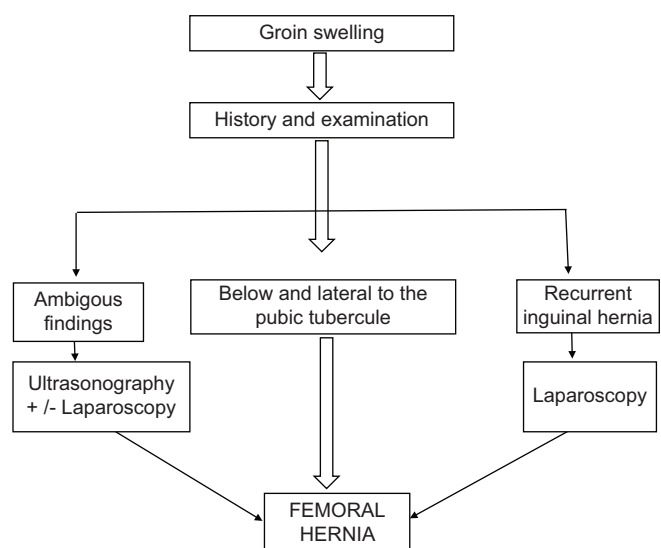 Groin swelling
History and examination
Ambigous
findings
Below and lateral to the
pubic tubercule
Recurrent
inguinal hernia
Ultrasonography
+ /- Laparoscopy
Laparoscopy
FEMORAL
HERNIA